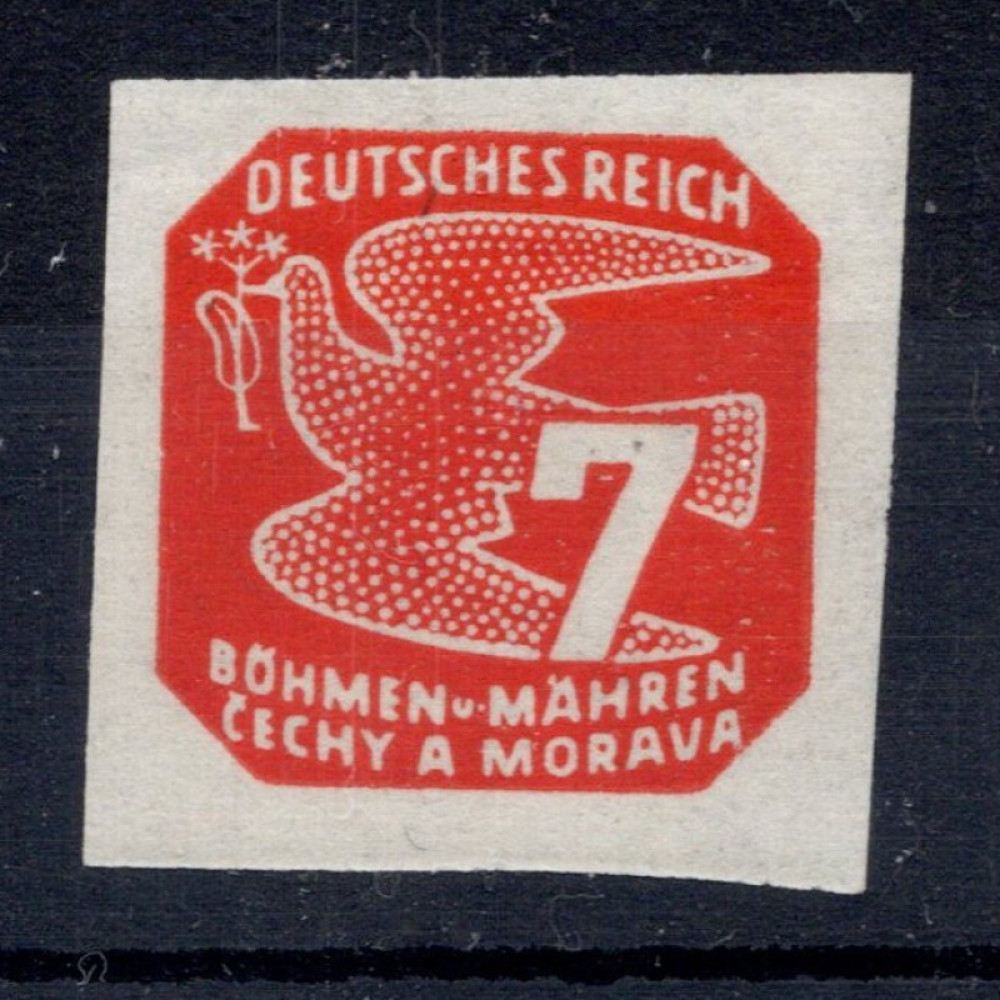 DEUTSCHES REICH
7
BÖHMEN u. MÄHREN
ČECHY A MORAVA